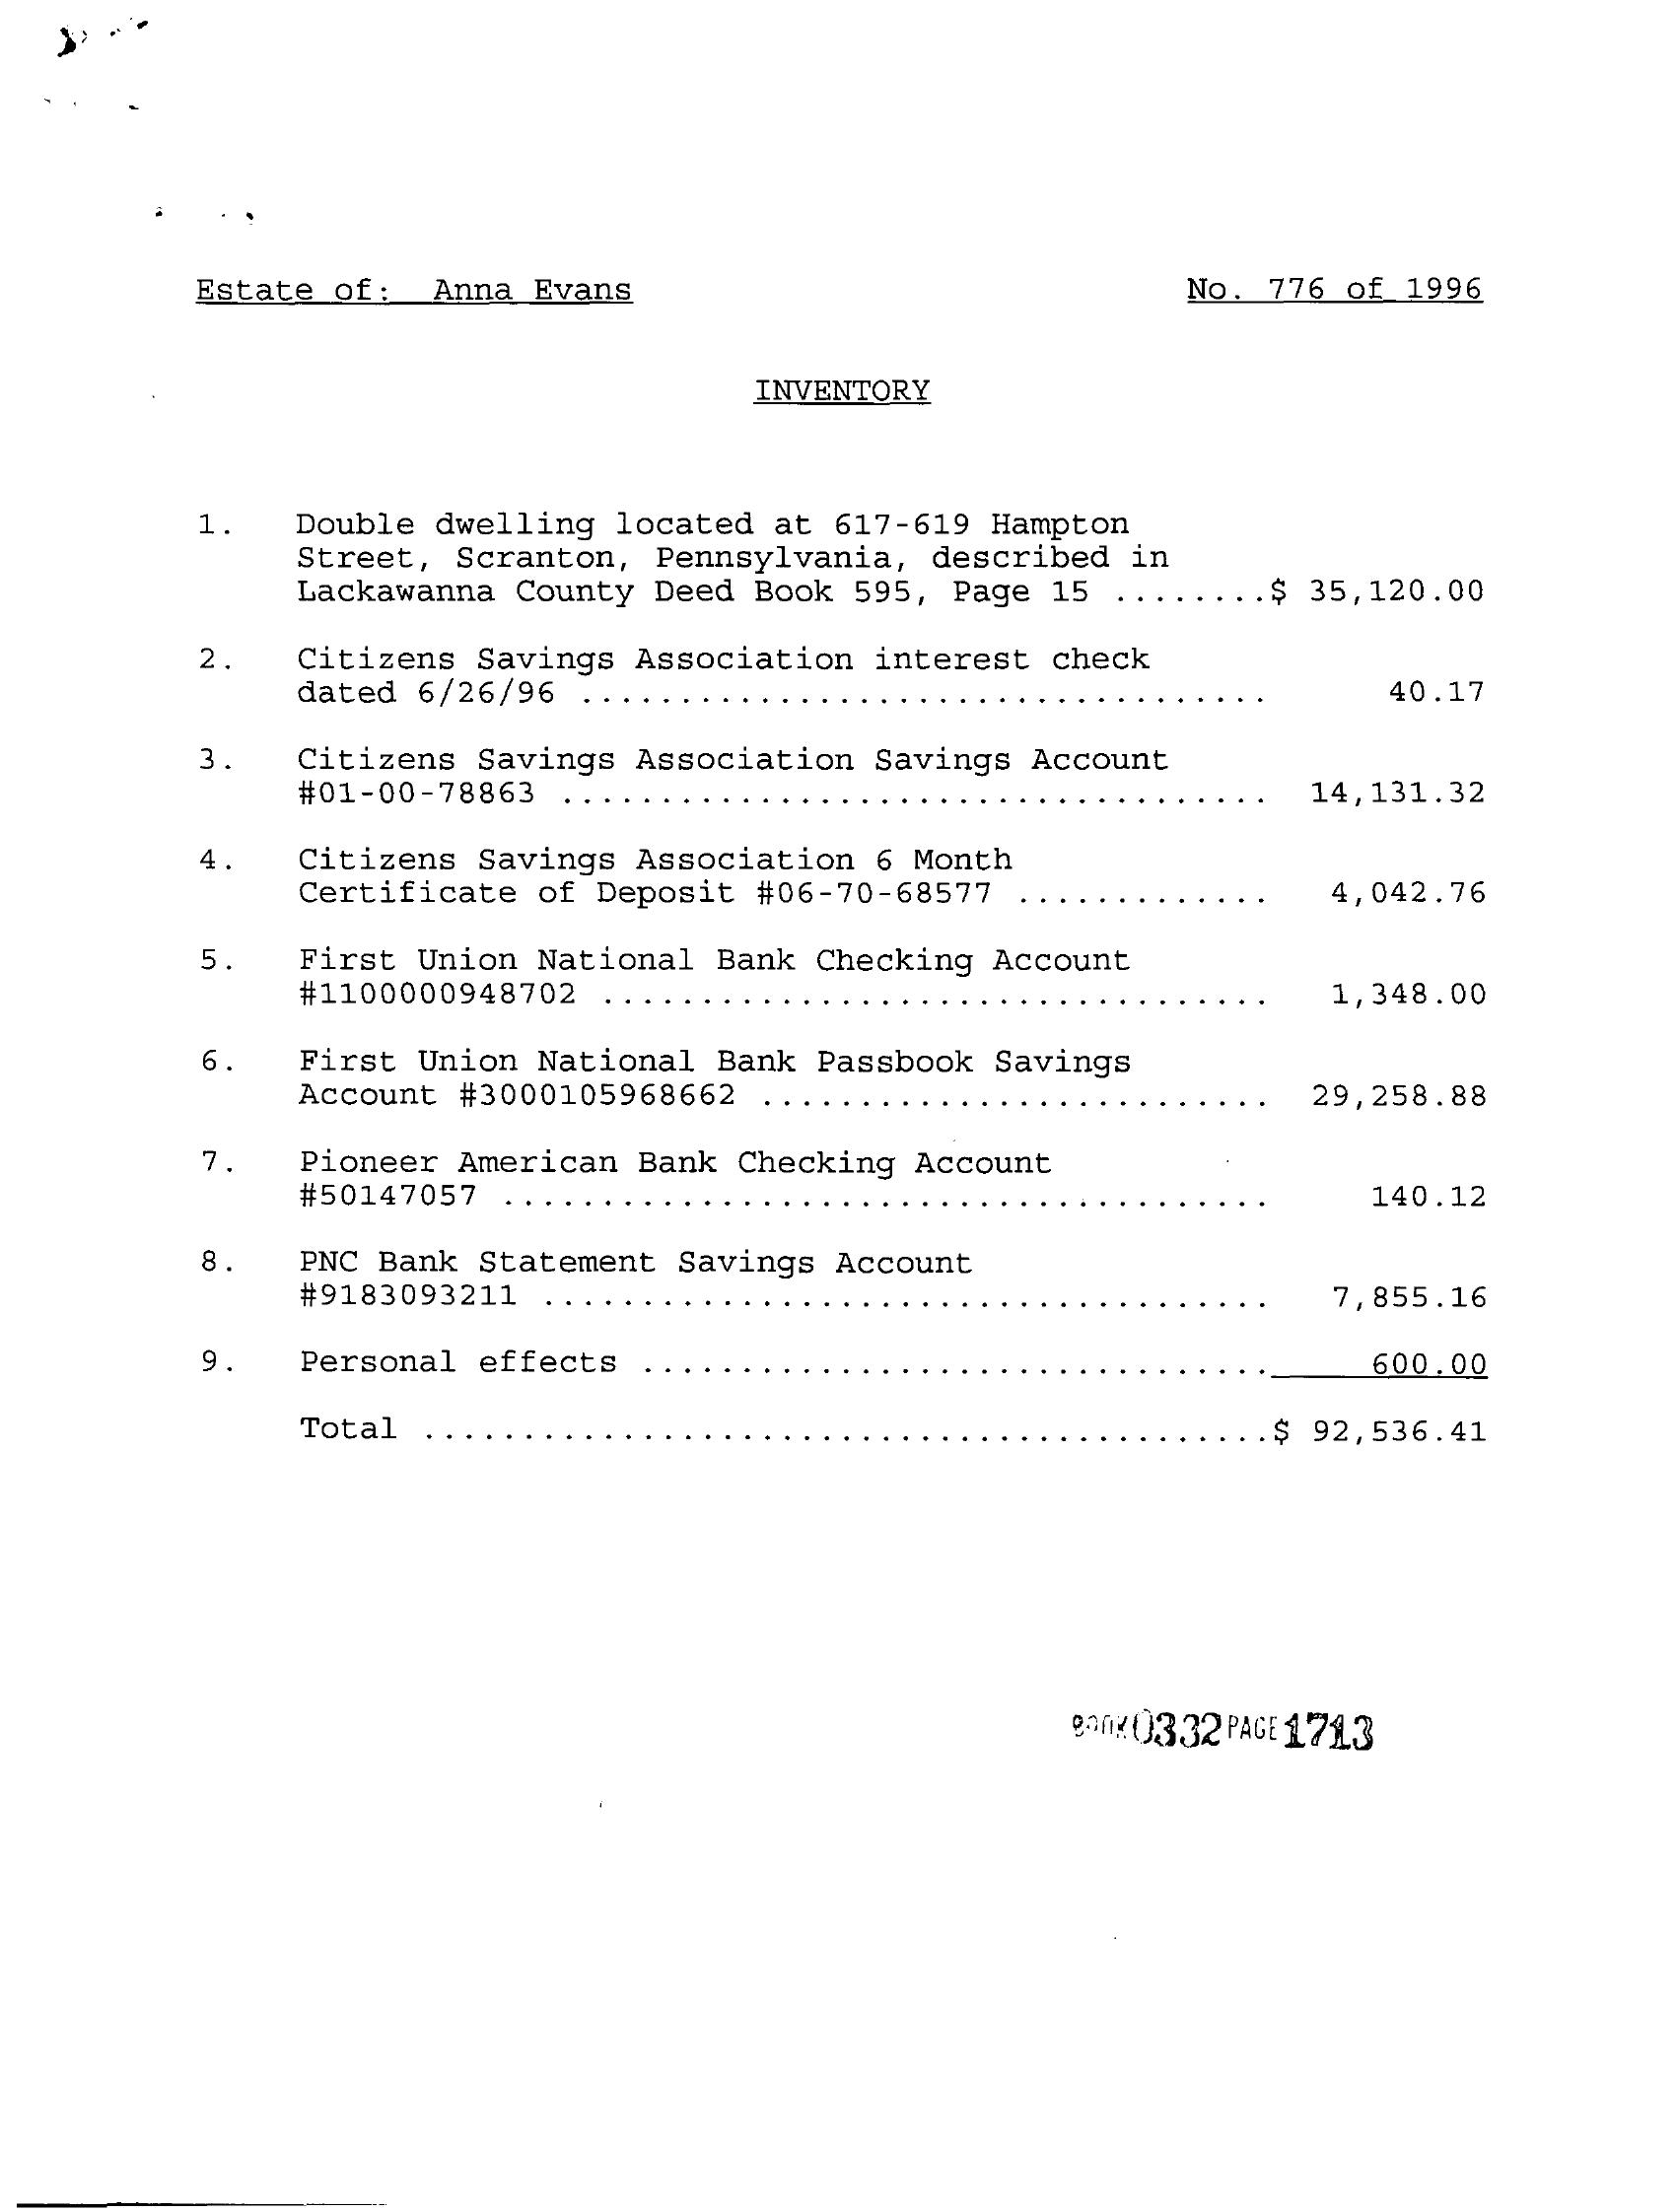 Estate of: Anna Evans No. 776 of 1996
INVENTORY
1. Double dwelling located at 617-619 Hampton
Street, Scranton, Pennsylvania, described in
Lackawanna County Deed Book 595, Page 15 ........$ 35,120.00
2. Citizens Savings Association interest check
dated 6/26/96 ................................... 40.17
3. Citizens Savings Association Savings Account
#01-00-78863 .................................... 14,131.32
4. Citizens Savings Association 6 Month
Certificate of Deposit #06-70-68577 ............. 4,042.76
5. First Union National Bank Checking Account
#1100000948702 .................................. 1,348.00
6. First Union National Bank Passbook Savings
Account #3000105968662 .......................... 29,258.88
7. Pioneer American Bank Checking Account
#50147057 ....................................... 140.12
8. PNC Bank Statement Savings Account
#9183093211 ..................................... 7,855.16
9. Personal effects ................................ 600.00
Total ...........................................$ 92,536.41
BOOK 0332 PAGE 1713